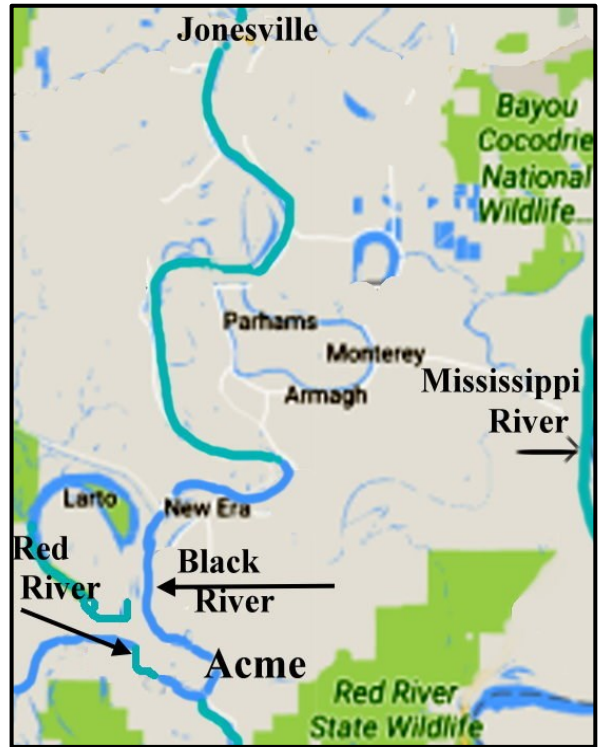 Jonesville
Bayou
Cocodrie
National
Wildlife...
Parhams
Monterey
Armagh
Mississippi
River
Larto
New Era
Red
River
Black
River
Acme
Red River
State Wildlife